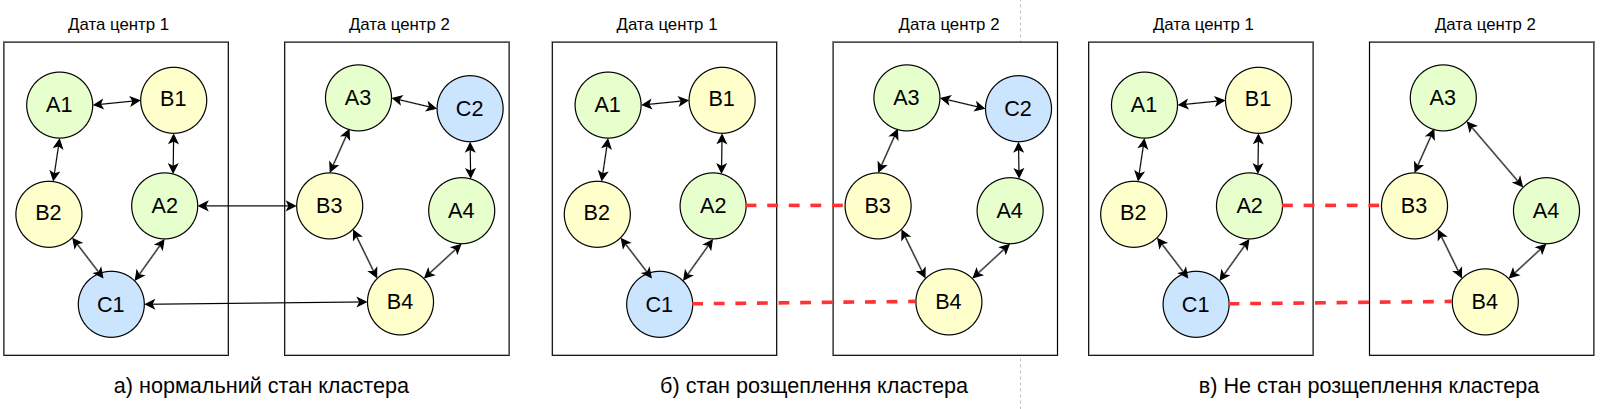 Дата центр 1
Дата центр 2
A1
B1
B2
A2
C1
A3
C2
B3
A4
B4
а) нормальний стан кластера
Дата центр 1
Дата центр 2
A1
B1
B2
A2
C1
A3
C2
B3
A4
B4
б) стан розщеплення кластера
Дата центр 1
Дата центр 2
A1
B1
B2
A2
C1
A3
B3
A4
B4
в) Не стан розщеплення кластера